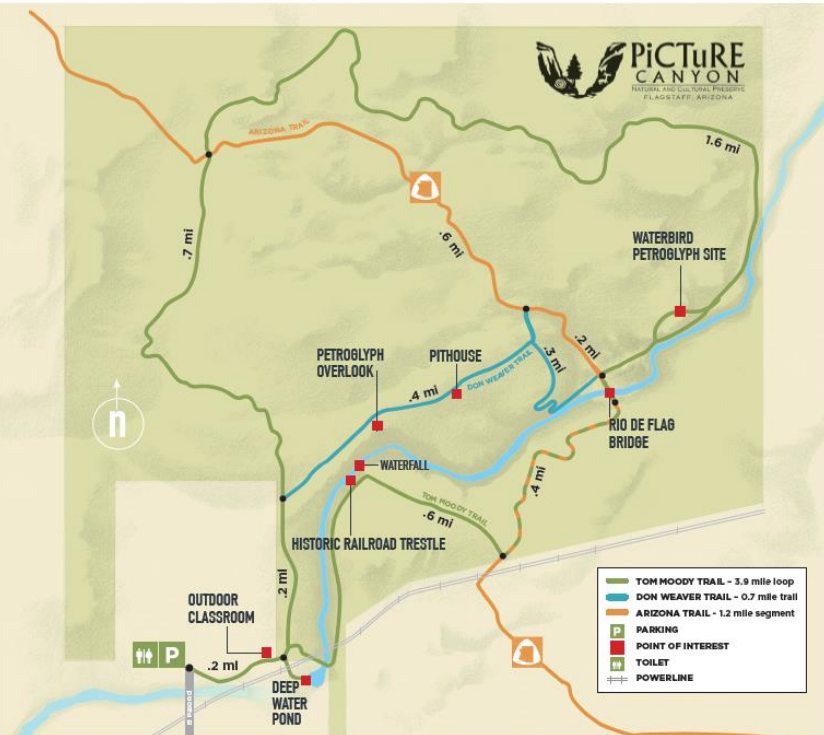 PiCTuRE
CANYON
NATURAL AND CULTURAL PRESERVE
FLAGSTAFF, ARIZONA
ARIZONA TRAIL
1.6 mi
.7 mi
.6 mi
WATERBIRD
PETROGLYPH SITE
PETROGLYPH
OVERLOOK
PITHOUSE
.4 mi
DON WEAVER TRAIL
.3 mi
.2 mi
n
RIO DE FLAG
BRIDGE
WATERFALL
.4 mi
TOM MOODY TRAIL
.6 mi
HISTORIC RAILROAD TRESTLE
.2 mi
OUTDOOR
CLASSROOM
P
.2 mi
DEEP
WATER
POND
TOM MOODY TRAIL – 3.9 mile loop
DON WEAVER TRAIL – 0.7 mile trail
ARIZONA TRAIL - 1.2 mile segment
P PARKING
POINT OF INTEREST
TOILET
POWERLINE